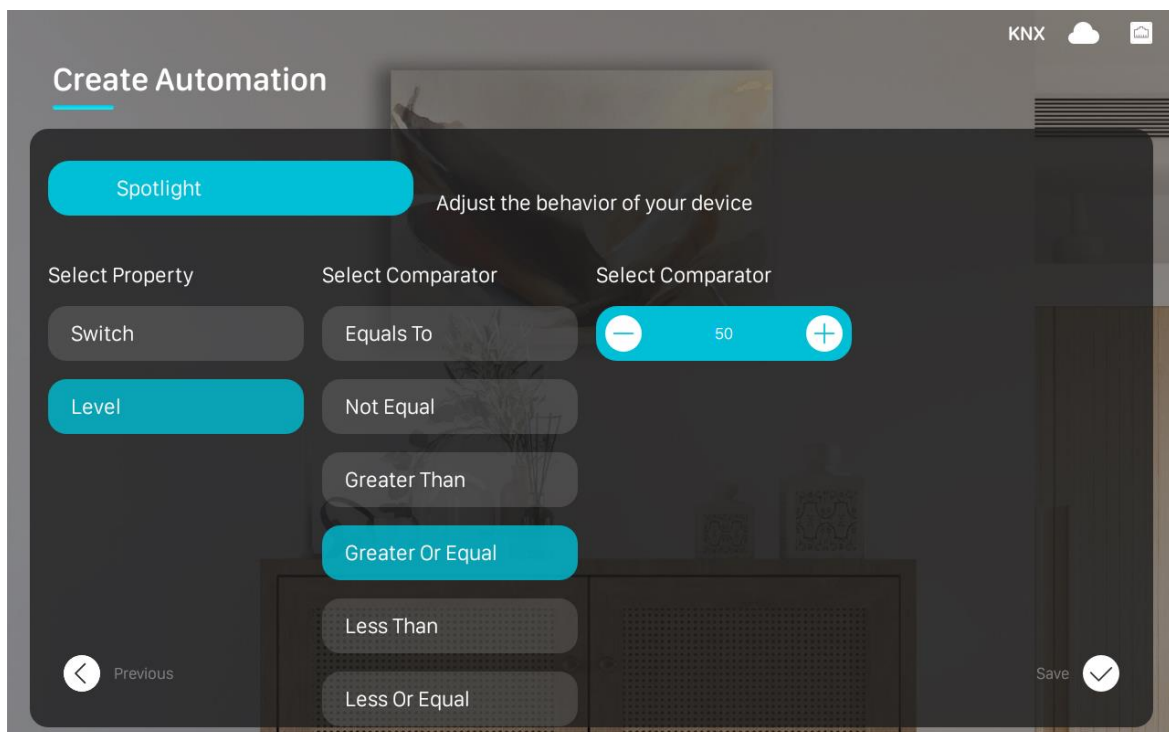 KNX
Create Automation
Spotlight
Adjust the behavior of your device
Select Property
Select Comparator
Select Comparator
Switch
Equals To
50
Level
Not Equal
Greater Than
Greater Or Equal
Less Than
Previous
Save
Less Or Equal